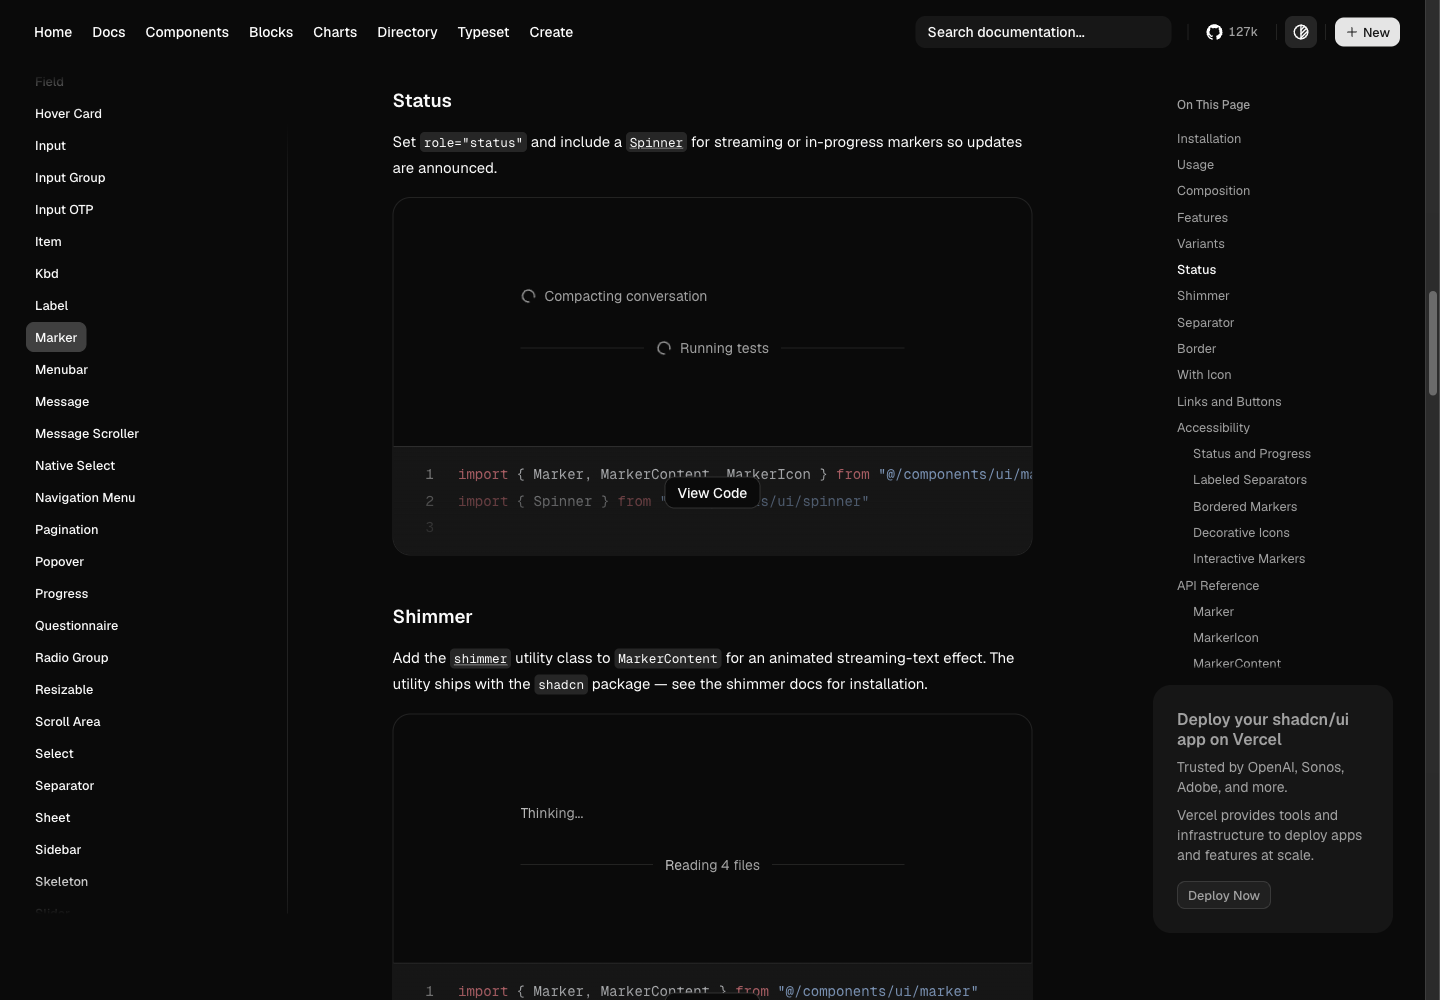 Home Docs Components Blocks Charts Directory Typeset Create
Search documentation...
127k
New
Field
Hover Card
Input
Input Group
Input OTP
Item
Kbd
Label
Marker
Menubar
Message
Message Scroller
Native Select
Navigation Menu
Pagination
Popover
Progress
Questionnaire
Radio Group
Resizable
Scroll Area
Select
Separator
Sheet
Sidebar
Skeleton
Slider
Status
Set role="status" and include a Spinner for streaming or in-progress markers so updates
are announced.
Compacting conversation
Running tests
1 import { Marker, MarkerContent, MarkerIcon } from "@/components/ui/ma
View Code
2 import { Spinner } from " s/ui/spinner"
3
Shimmer
Add the shimmer utility class to MarkerContent for an animated streaming-text effect. The
utility ships with the shadcn package — see the shimmer docs for installation.
Thinking...
Reading 4 files
1 import { Marker, MarkerContent } from "@/components/ui/marker"
On This Page
Installation
Usage
Composition
Features
Variants
Status
Shimmer
Separator
Border
With Icon
Links and Buttons
Accessibility
Status and Progress
Labeled Separators
Bordered Markers
Decorative Icons
Interactive Markers
API Reference
Marker
MarkerIcon
MarkerContent
Deploy your shadcn/ui
app on Vercel
Trusted by OpenAI, Sonos,
Adobe, and more.
Vercel provides tools and
infrastructure to deploy apps
and features at scale.
Deploy Now